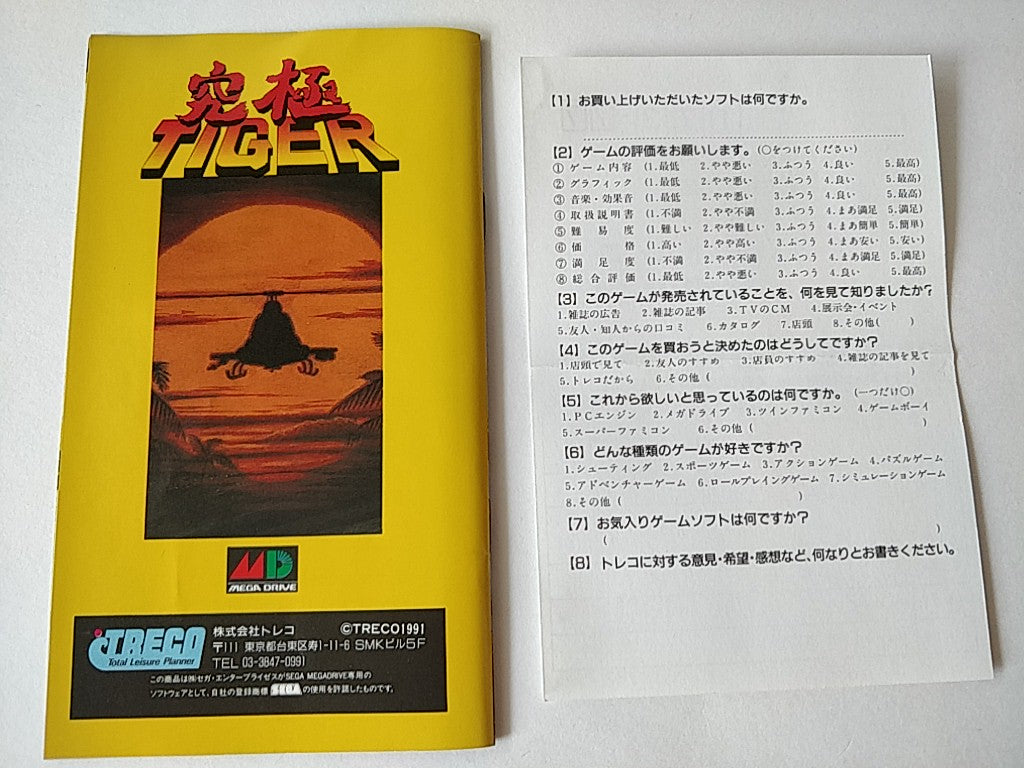 究極
TIGER
MD
MEGA DRIVE
TRECO
Total Leisure Planner
株式会社トレコ ©TRECO1991
〒111 東京都台東区寿1-11-6 SMKビル5F
TEL 03-3847-0991
この商品は㈱セガ・エンタープライゼスがSEGA MEGADRIVE専用の
ソフトウェアとして、自社の登録商標 SEGA の使用を許諾したものです。
【1】お買い上げいただいたソフトは何ですか。
【2】ゲームの評価をお願いします。(○をつけてください)
① ゲーム内容 (1.最低 2.やや悪い 3.ふつう 4.良い 5.最高)
② グラフィック (1.最低 2.やや悪い 3.ふつう 4.良い 5.最高)
③ 音楽・効果音 (1.最低 2.やや悪い 3.ふつう 4.良い 5.最高)
④ 取扱説明書 (1.不満 2.やや不満 3.ふつう 4.まあ満足 5.満足)
⑤ 難易度 (1.難しい 2.やや難しい 3.ふつう 4.まあ簡単 5.簡単)
⑥ 価格 (1.高い 2.やや高い 3.ふつう 4.まあ安い 5.安い)
⑦ 満足度 (1.不満 2.やや不満 3.ふつう 4.まあ満足 5.満足)
⑧ 総合評価 (1.最低 2.やや悪い 3.ふつう 4.良い 5.最高)
【3】このゲームが発売されていることを、何を見て知りましたか?
1.雑誌の広告 2.雑誌の記事 3.TVのCM 4.展示会・イベント
5.友人・知人からの口コミ 6.カタログ 7.店頭 8.その他( )
【4】このゲームを買おうと決めたのはどうしてですか?
1.店頭で見て 2.友人のすすめ 3.店員のすすめ 4.雑誌の記事を見て
5.トレコだから 6.その他( )
【5】これから欲しいと思っているのは何ですか。(一つだけ○)
1.PCエンジン 2.メガドライブ 3.ツインファミコン 4.ゲームボーイ
5.スーパーファミコン 6.その他( )
【6】どんな種類のゲームが好きですか?
1.シューティング 2.スポーツゲーム 3.アクションゲーム 4.パズルゲーム
5.アドベンチャーゲーム 6.ロールプレイングゲーム 7.シミュレーションゲーム
8.その他( )
【7】お気入りゲームソフトは何ですか?
( )
【8】トレコに対する意見・希望・感想など、何なりとお書きください。